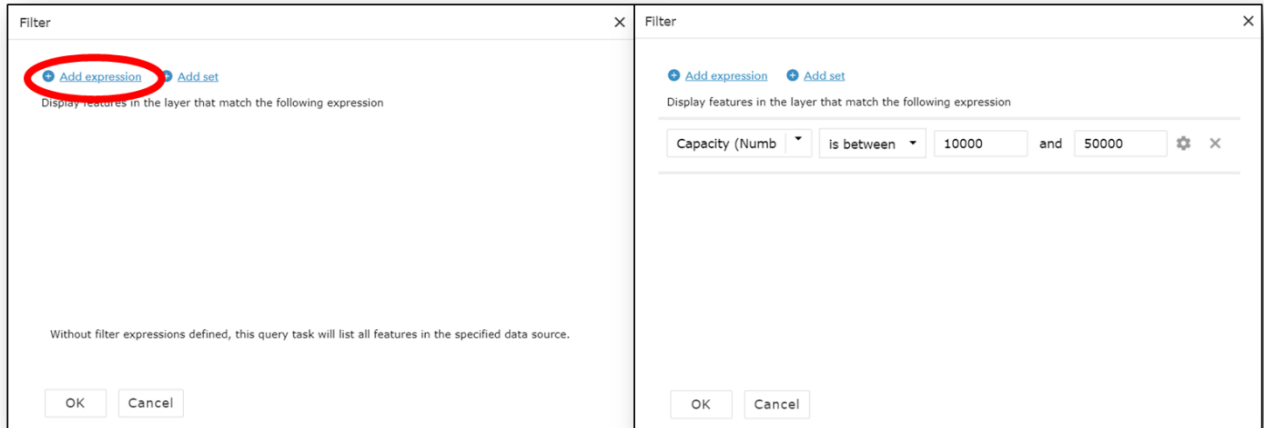 Filter
Add expression Add set
Display features in the layer that match the following expression
Without filter expressions defined, this query task will list all features in the specified data source.
OK Cancel
Filter
Add expression Add set
Display features in the layer that match the following expression
Capacity (Numb is between 10000 and 50000
OK Cancel